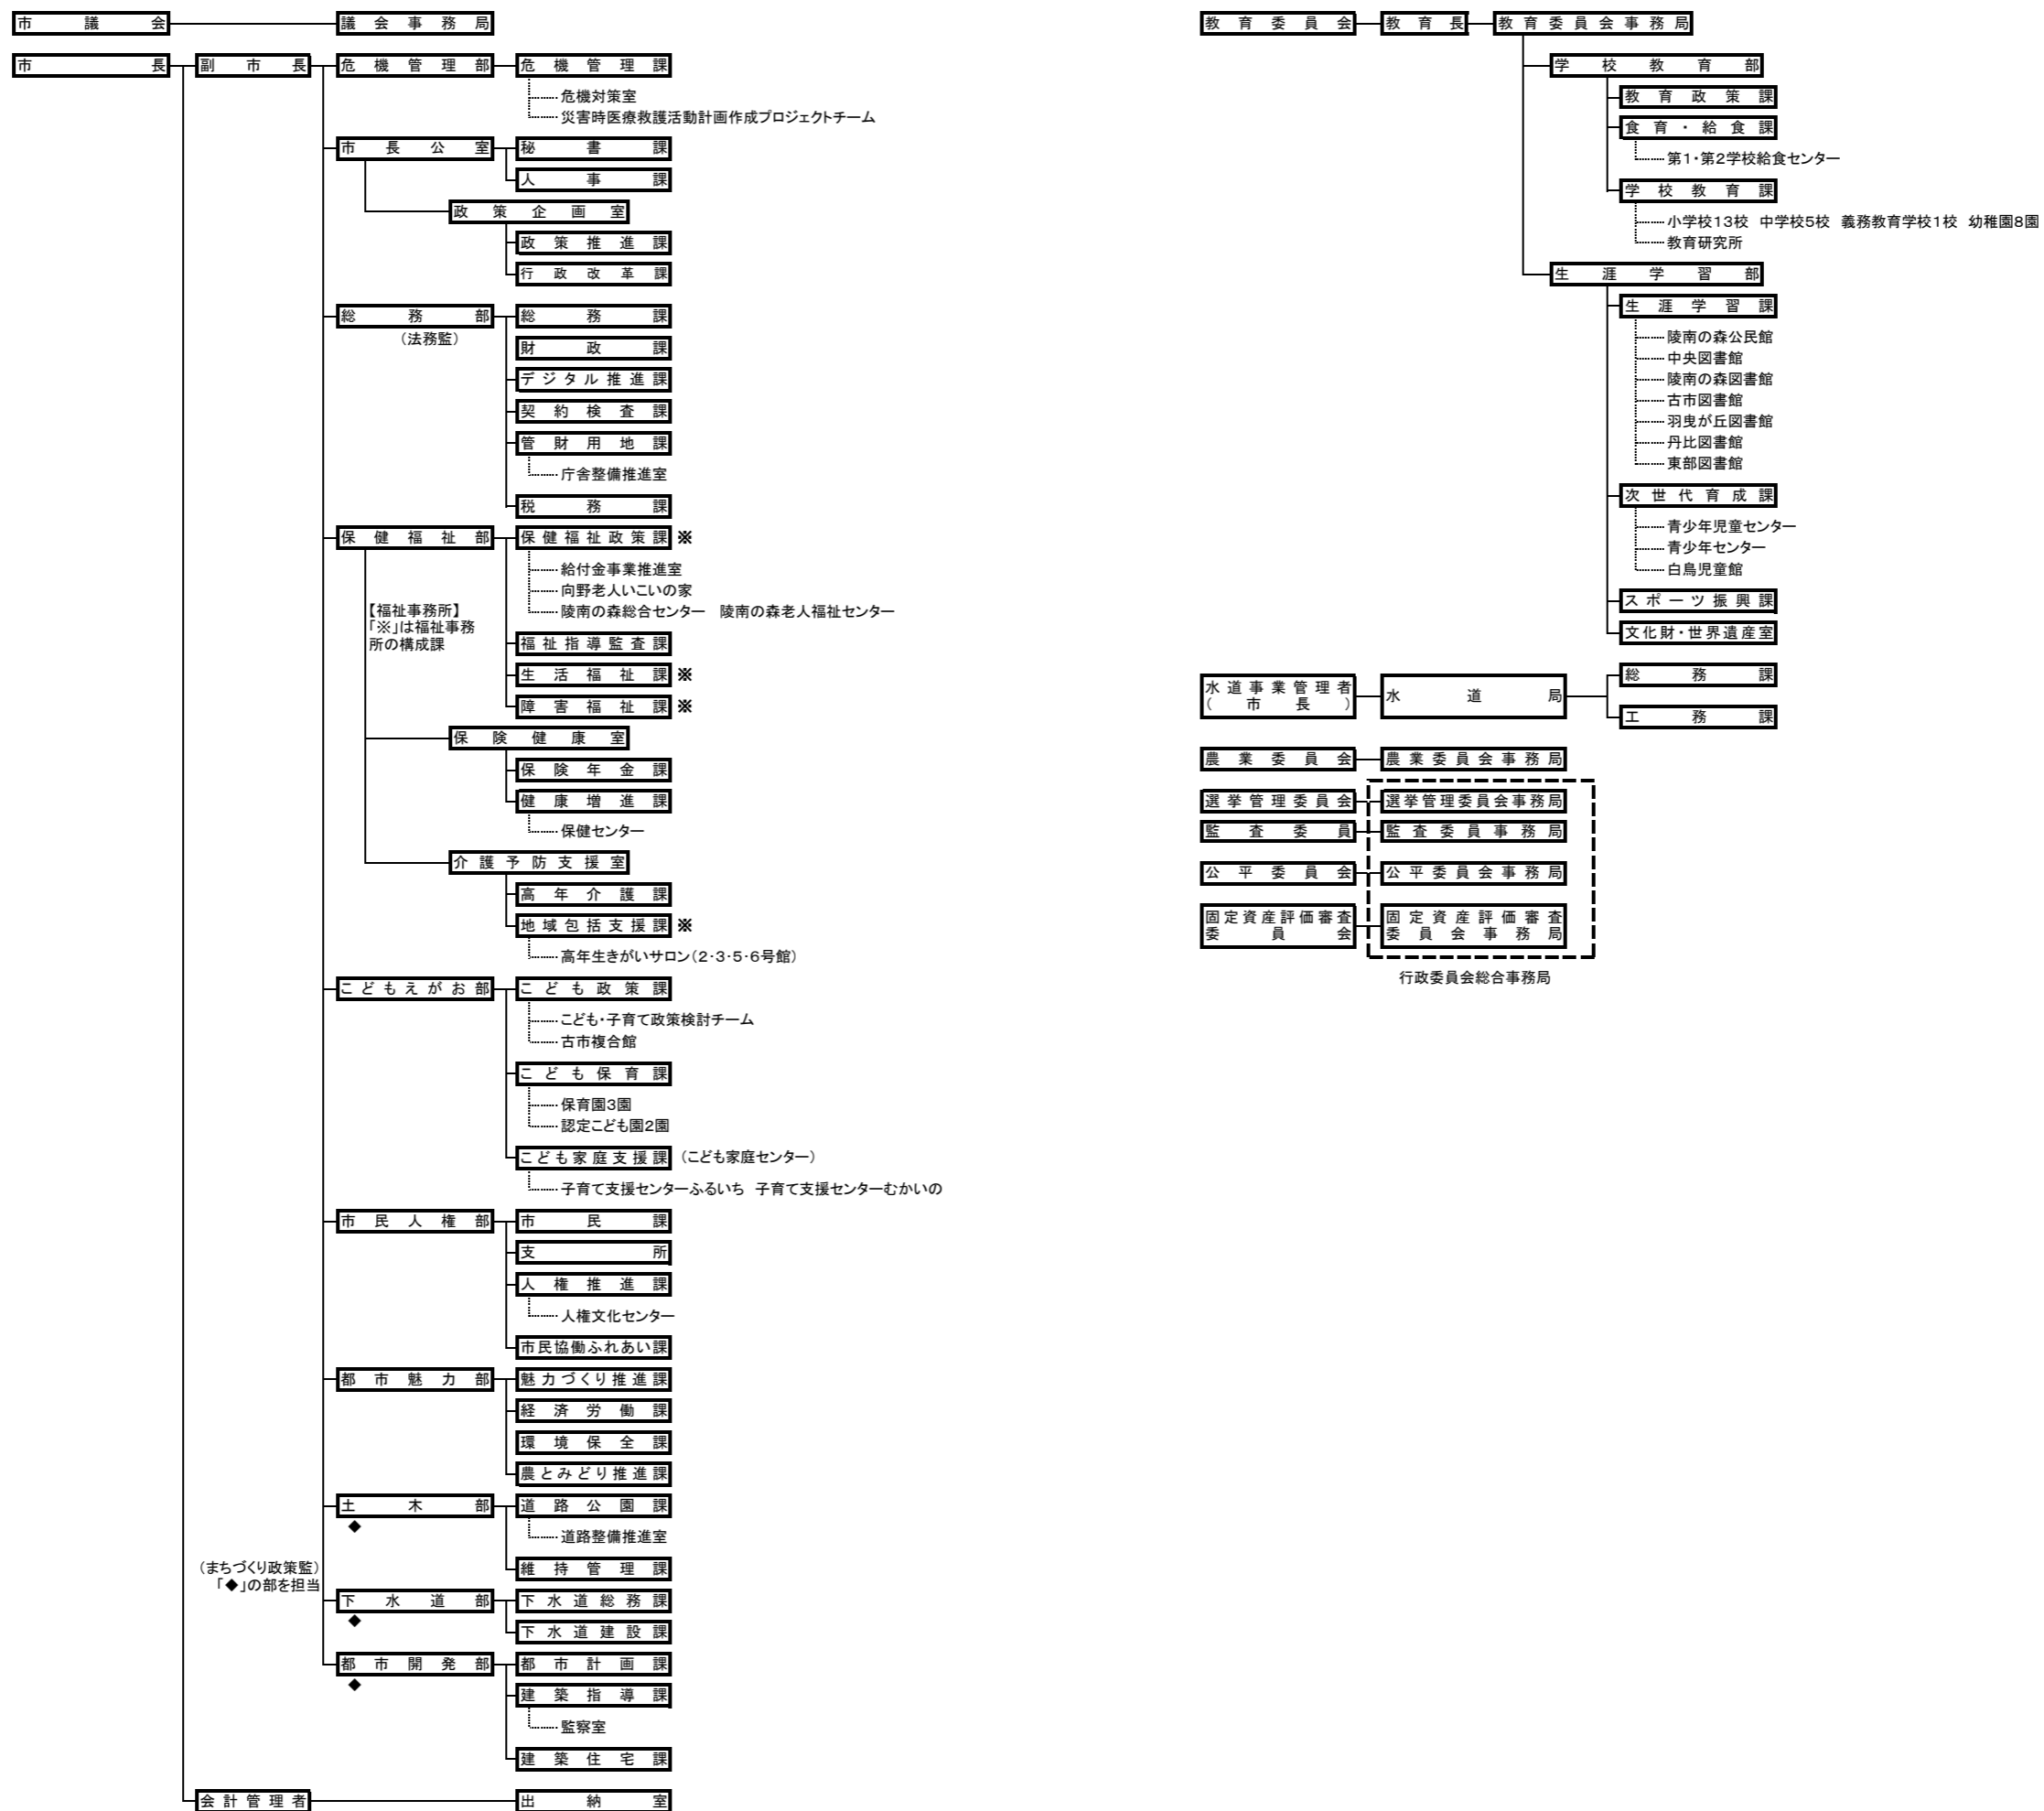 市議会
議会事務局
市長
副市長
危機管理部
危機管理課
危機対策室
災害時医療救護活動計画作成プロジェクトチーム
市長公室
秘書課
人事課
政策企画室
政策推進課
行政改革課
総務部
（法務監）
総務課
財政課
デジタル推進課
契約検査課
管財用地課
庁舎整備推進室
税務課
保健福祉部
【福祉事務所】
「※」は福祉事務
所の構成課
保健福祉政策課 ※
給付金事業推進室
向野老人いこいの家
陵南の森総合センター　陵南の森老人福祉センター
福祉指導監査課
生活福祉課 ※
障害福祉課 ※
保険健康室
保険年金課
健康増進課
保健センター
介護予防支援室
高年介護課
地域包括支援課 ※
高年生きがいサロン（2・3・5・6号館）
こどもえがお部
こども政策課
こども・子育て政策検討チーム
古市複合館
こども保育課
保育園3園
認定こども園2園
こども家庭支援課 （こども家庭センター）
子育て支援センターふるいち　子育て支援センターむかいの
市民人権部
市民課
支所
人権推進課
人権文化センター
市民協働ふれあい課
都市魅力部
魅力づくり推進課
経済労働課
環境保全課
農とみどり推進課
（まちづくり政策監）
「◆」の部を担当
土木部
◆
道路公園課
道路整備推進室
維持管理課
下水道部
◆
下水道総務課
下水道建設課
都市開発部
◆
都市計画課
建築指導課
監察室
建築住宅課
会計管理者
出納室
教育委員会
教育長
教育委員会事務局
学校教育部
教育政策課
食育・給食課
第1・第2学校給食センター
学校教育課
小学校13校　中学校5校　義務教育学校1校　幼稚園8園
教育研究所
生涯学習部
生涯学習課
陵南の森公民館
中央図書館
陵南の森図書館
古市図書館
羽曳が丘図書館
丹比図書館
東部図書館
次世代育成課
青少年児童センター
青少年センター
白鳥児童館
スポーツ振興課
文化財・世界遺産室
水道事業管理者
（市長）
水道局
総務課
工務課
農業委員会
農業委員会事務局
選挙管理委員会
選挙管理委員会事務局
監査委員
監査委員事務局
公平委員会
公平委員会事務局
固定資産評価審査
委員会
固定資産評価審査
委員会事務局
行政委員会総合事務局